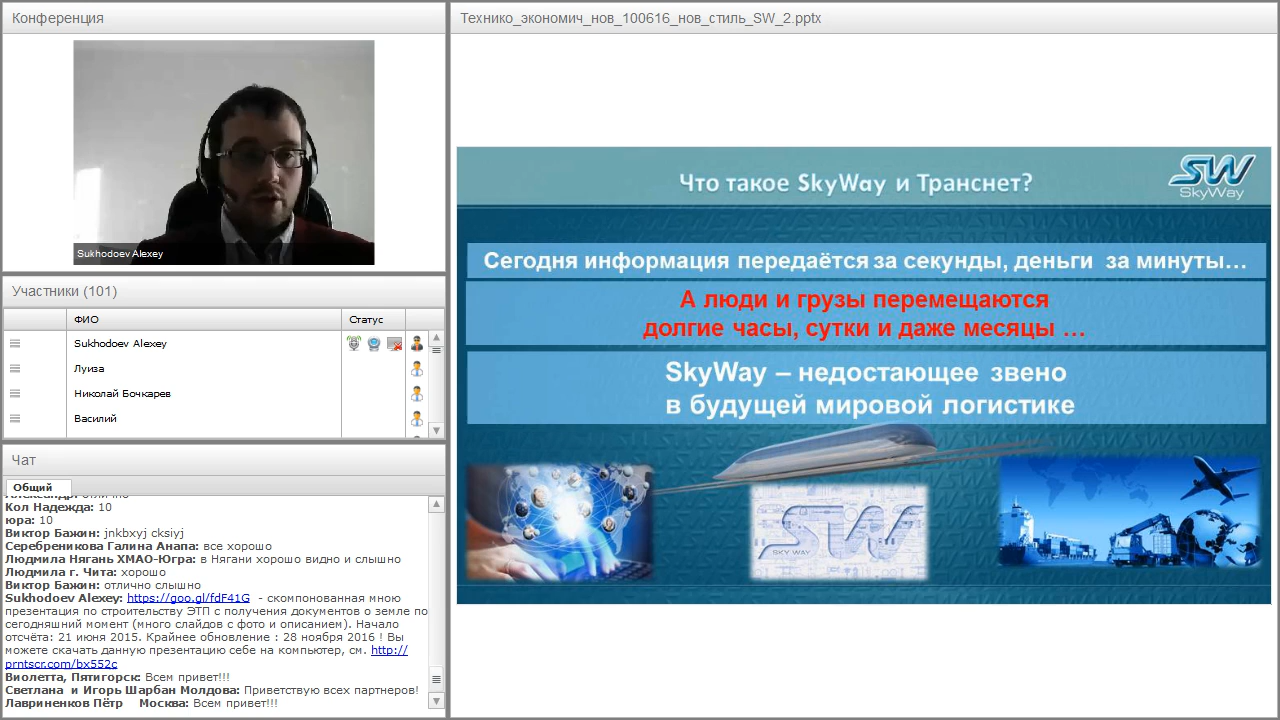 Конференция
Sukhodoev Alexey
Участники (101)
ФИО Статус
Sukhodoev Alexey
Луиза
Николай Бочкарев
Василий
Чат
Общий
Александр: отлично
Кол Надежда: 10
юра: 10
Виктор Бажин: jnkbxyj cksiyj
Серебреникова Галина Анапа: все хорошо
Людмила Нягань ХМАО-Югра: в Нягани хорошо видно и слышно
Людмила г. Чита: хорошо
Виктор Бажин: отлично слышно
Sukhodoev Alexey: https://goo.gl/fdF41G - скомпонованная мною
презентация по строительству ЭТП с получения документов о земле по
сегодняшний момент (много слайдов с фото и описанием). Начало
отсчёта: 21 июня 2015. Крайнее обновление : 28 ноября 2016 ! Вы
можете скачать данную презентацию себе на компьютер, см. http://
prntscr.com/bx552c
Виолетта, Пятигорск: Всем привет!!!
Светлана и Игорь Шарбан Молдова: Приветствую всех партнеров!
Лавриненков Пётр Москва: Всем привет!!!
Технико_экономич_нов_100616_нов_стиль_SW_2.pptx
Что такое SkyWay и Транснет?
SW
SkyWay
Сегодня информация передаётся за секунды, деньги за минуты…
А люди и грузы перемещаются
долгие часы, сутки и даже месяцы …
SkyWay – недостающее звено
в будущей мировой логистике
SW
SKY WAY